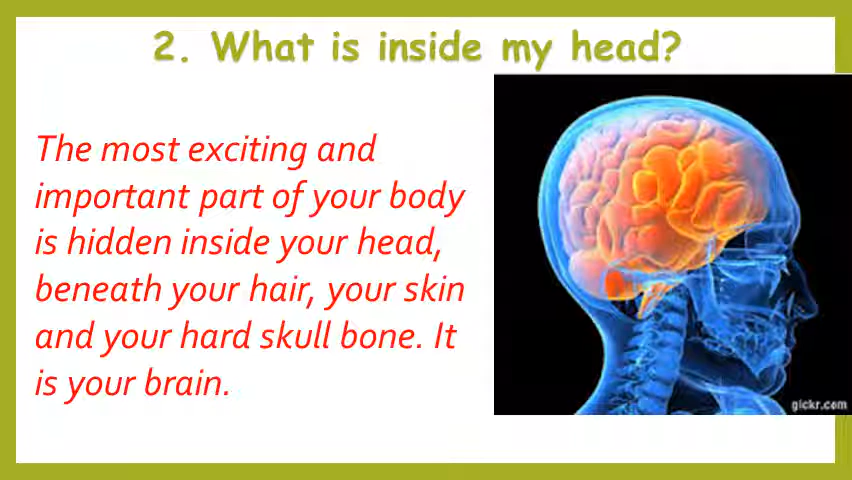 2. What is inside my head?
The most exciting and
important part of your body
is hidden inside your head,
beneath your hair, your skin
and your hard skull bone. It
is your brain.
gickr.com